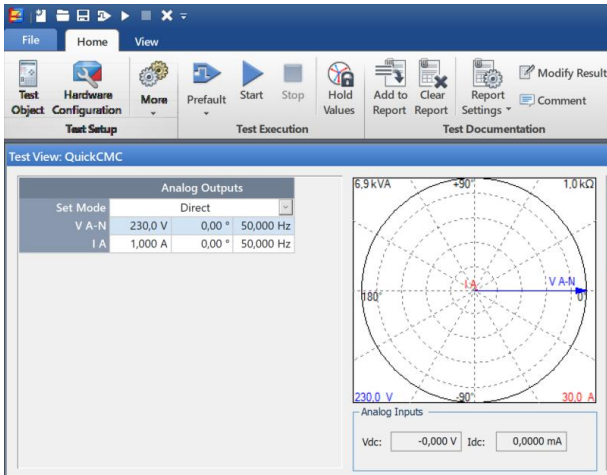 File Home View
Test Object
Hardware Configuration
More
Prefault
Start
Stop
Hold Values
Add to Report
Clear Report
Report Settings
Modify Result
Comment
Test Setup
Test Execution
Test Documentation
Test View: QuickCMC
Analog Outputs
Set Mode Direct
V A-N 230,0 V 0,00 ° 50,000 Hz
I A 1,000 A 0,00 ° 50,000 Hz
6,9 kVA +90° 1,0 kΩ
180° I A V A-N 0°
230,0 V -90° 30,0 A
Analog Inputs
Vdc: -0,000 V Idc: 0,0000 mA